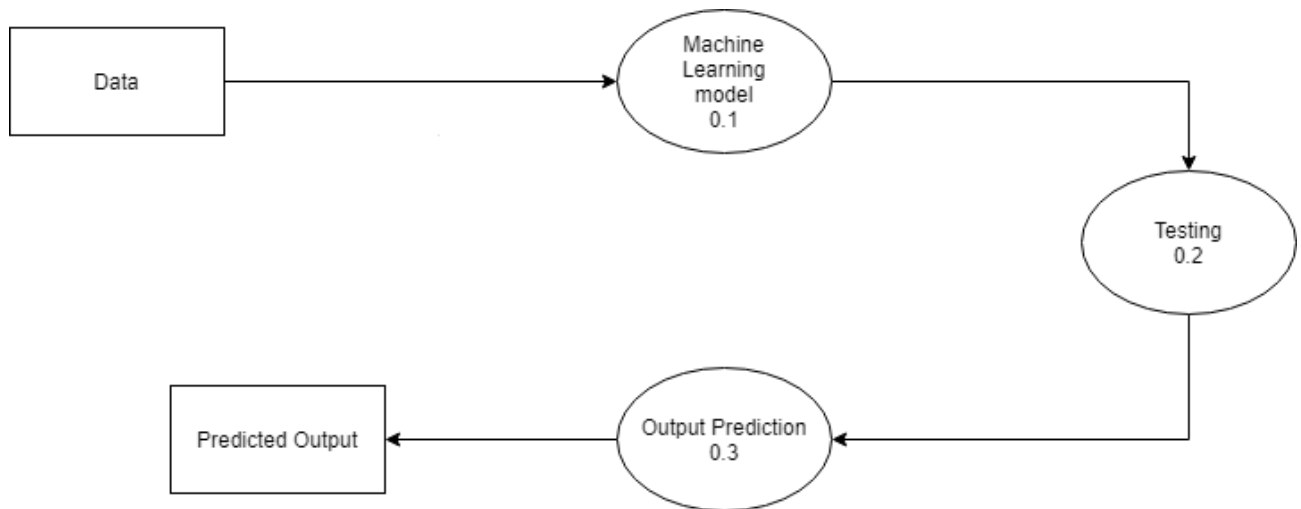 Data
Machine
Learning
model
0.1
Testing
0.2
Output Prediction
0.3
Predicted Output